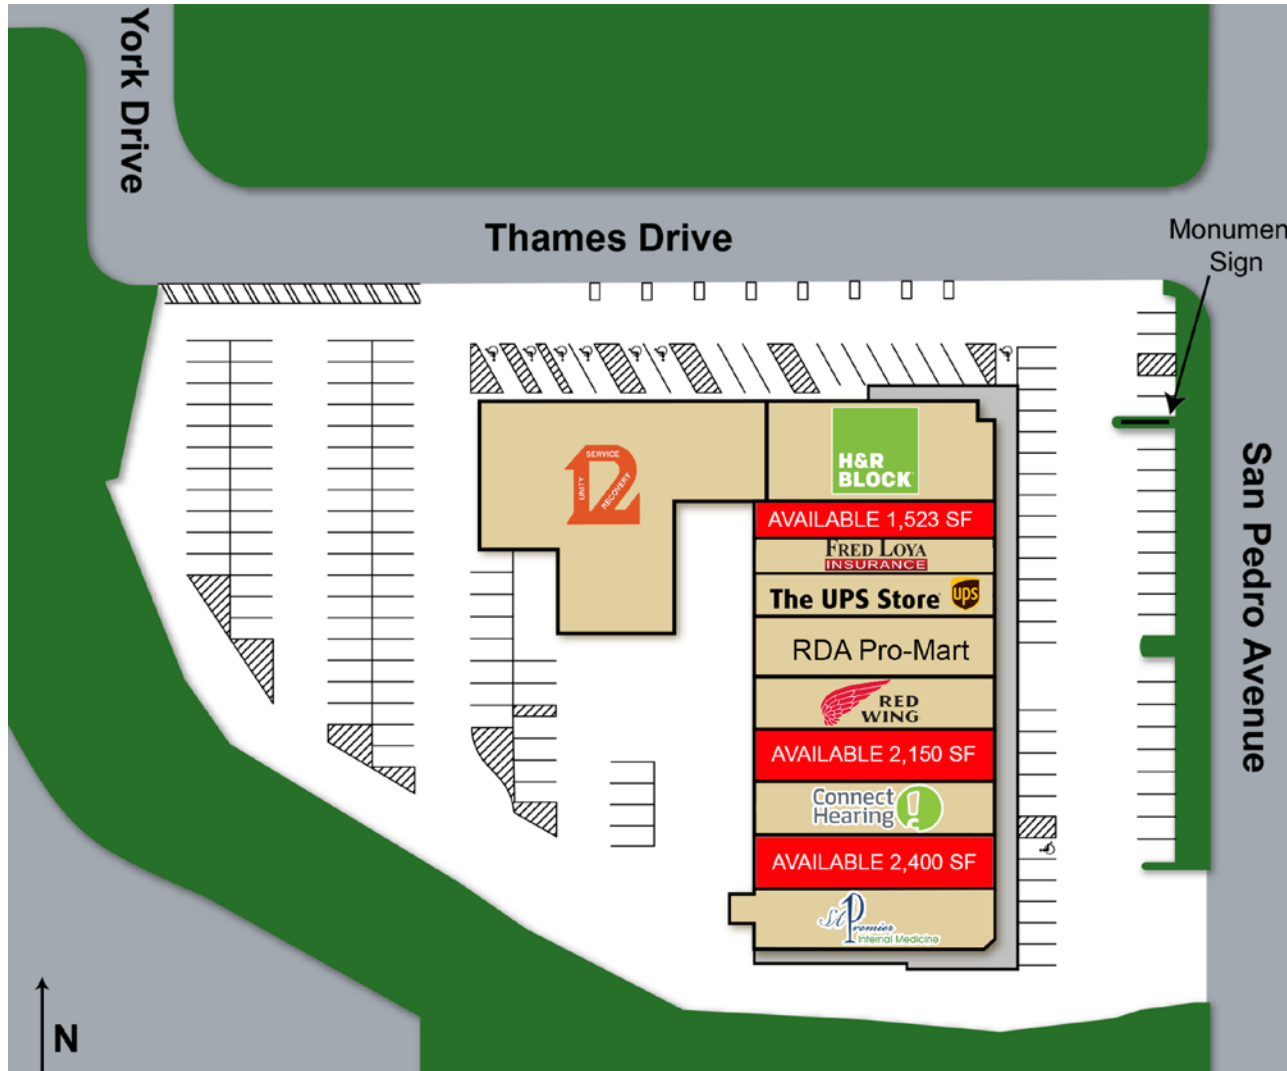 York Drive
Thames Drive
Monumen
Sign
San Pedro Avenue
SERVICE
UNITY
12
RECOVERY
H&R
BLOCK
AVAILABLE 1,523 SF
FRED LOYA
INSURANCE
The UPS Store
ups
RDA Pro-Mart
RED
WING
AVAILABLE 2,150 SF
Connect
Hearing
AVAILABLE 2,400 SF
SA Premier
Internal Medicine
N